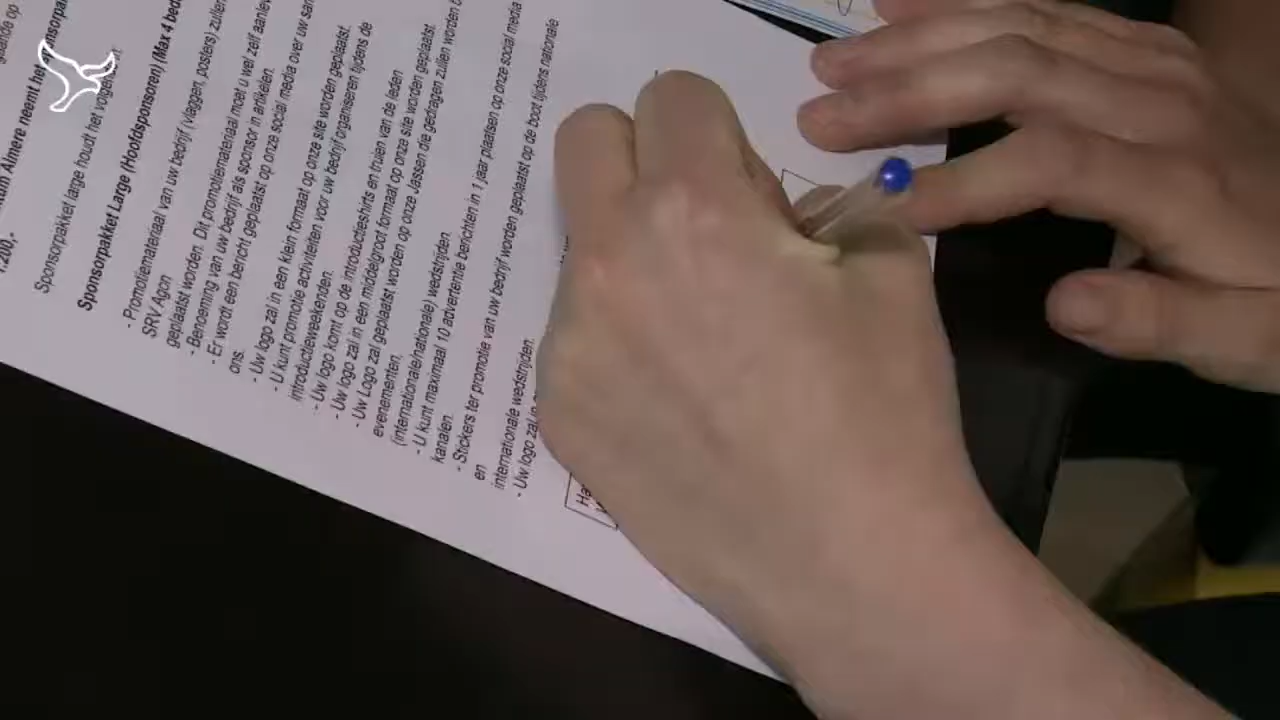 um Almere neemt het sponsorpa
1.200,-
Sponsorpakket large houdt het volgen
Sponsorpakket Large (Hoofdsponsoren) (Max 4 bed
- Promotiemateriaal van uw bedrijf (vlaggen, posters) zullen
SRV Agon
geplaatst worden. Dit promotiemateriaal moet u wel zelf aanlev
- Benoeming van uw bedrijf als sponsor in artikelen.
- Er wordt een bericht geplaatst op onze social media over uw sam
ons.
- Uw logo zal in een klein formaat op onze site worden geplaatst.
- U kunt promotie activiteiten voor uw bedrijf organiseren tijdens de
introductieweekenden.
- Uw logo komt op de introductieshirts en truien van de leden
- Uw logo zal in een middelgroot formaat op onze site worden geplaatst
- Uw Logo zal geplaatst worden op onze Jassen die gedragen zullen worden
evenementen.
(internationale/nationale) wedstrijden.
- U kunt maximaal 10 advertentie berichten in 1 jaar plaatsen op onze social media
kanalen.
- Stickers ter promotie van uw bedrijf worden geplaatst op de boot tijdens nationale
en
internationale wedstrijden.
- Uw logo zal
Ha